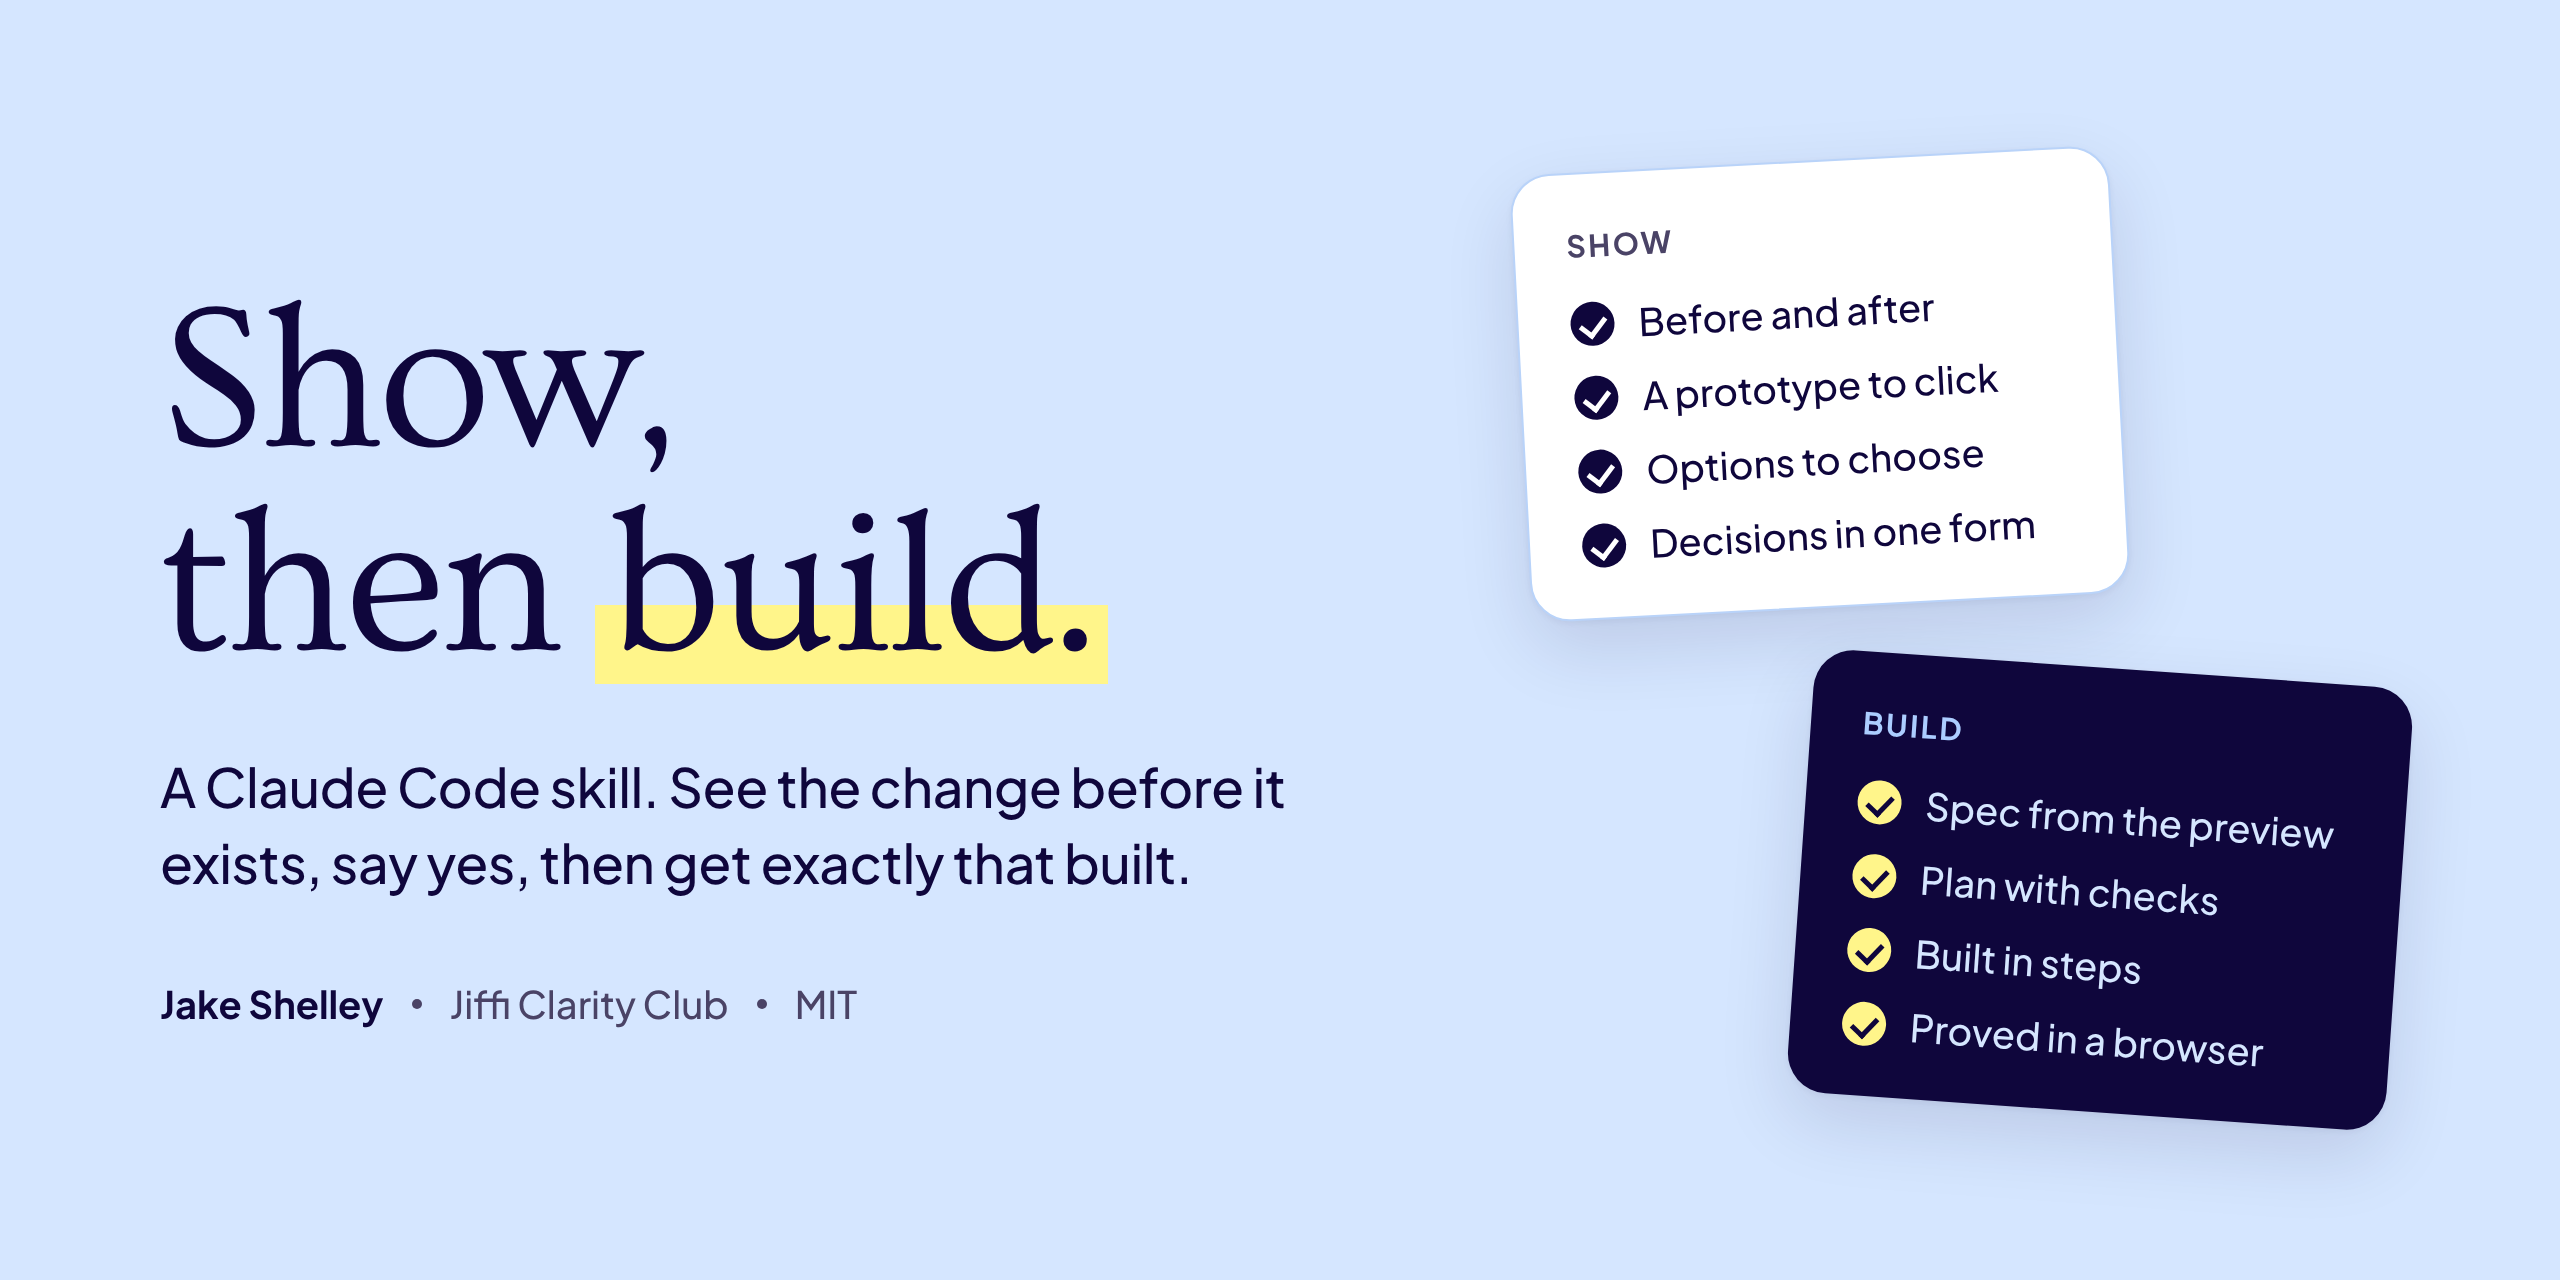 Show,
then build.
A Claude Code skill. See the change before it
exists, say yes, then get exactly that built.
Jake Shelley • Jiffi Clarity Club • MIT
SHOW
Before and after
A prototype to click
Options to choose
Decisions in one form
BUILD
Spec from the preview
Plan with checks
Built in steps
Proved in a browser